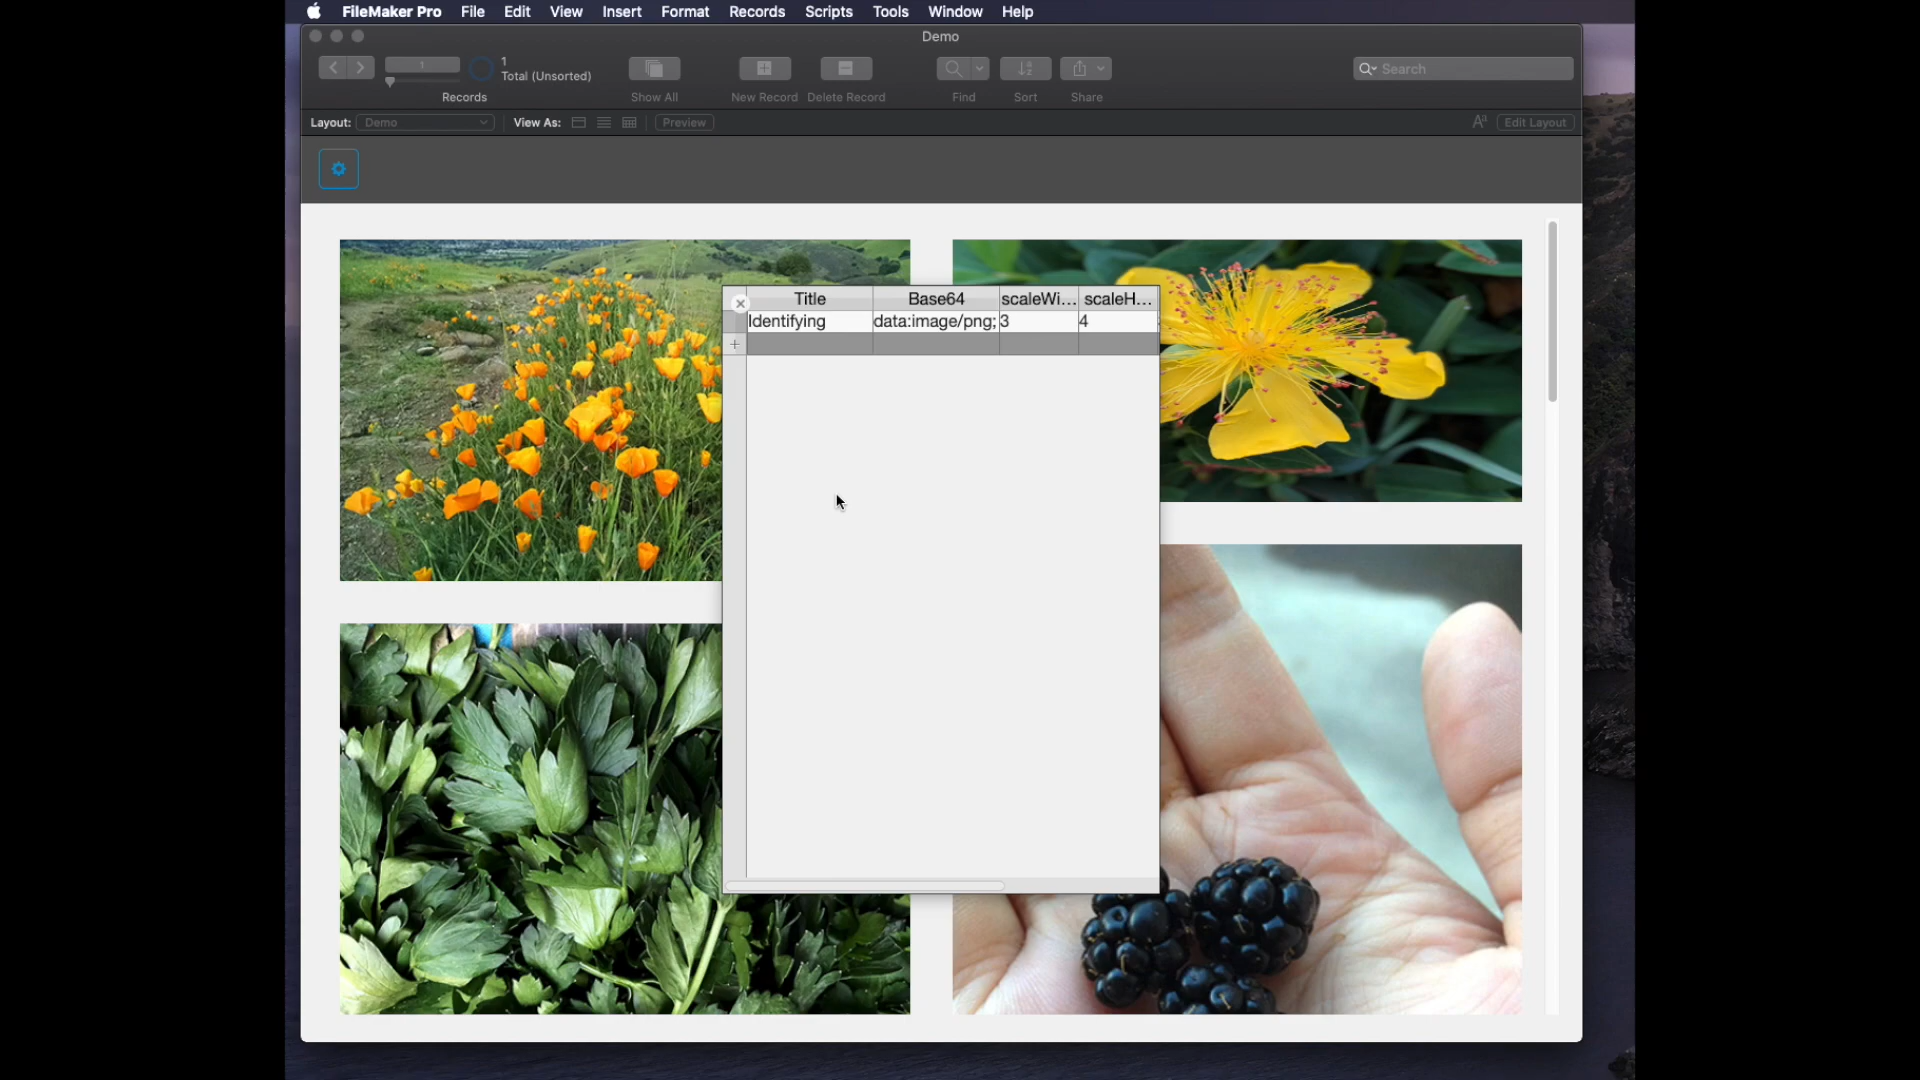 FileMaker Pro File Edit View Insert Format Records Scripts Tools Window Help
Demo
1
1
Total (Unsorted)
Search
Records
Show All
New Record
Delete Record
Find
Sort
Share
Layout: Demo
View As:
Preview
Aa
Edit Layout
Title Base64 scaleWi... scaleH...
Identifying data:image/png; 3 4